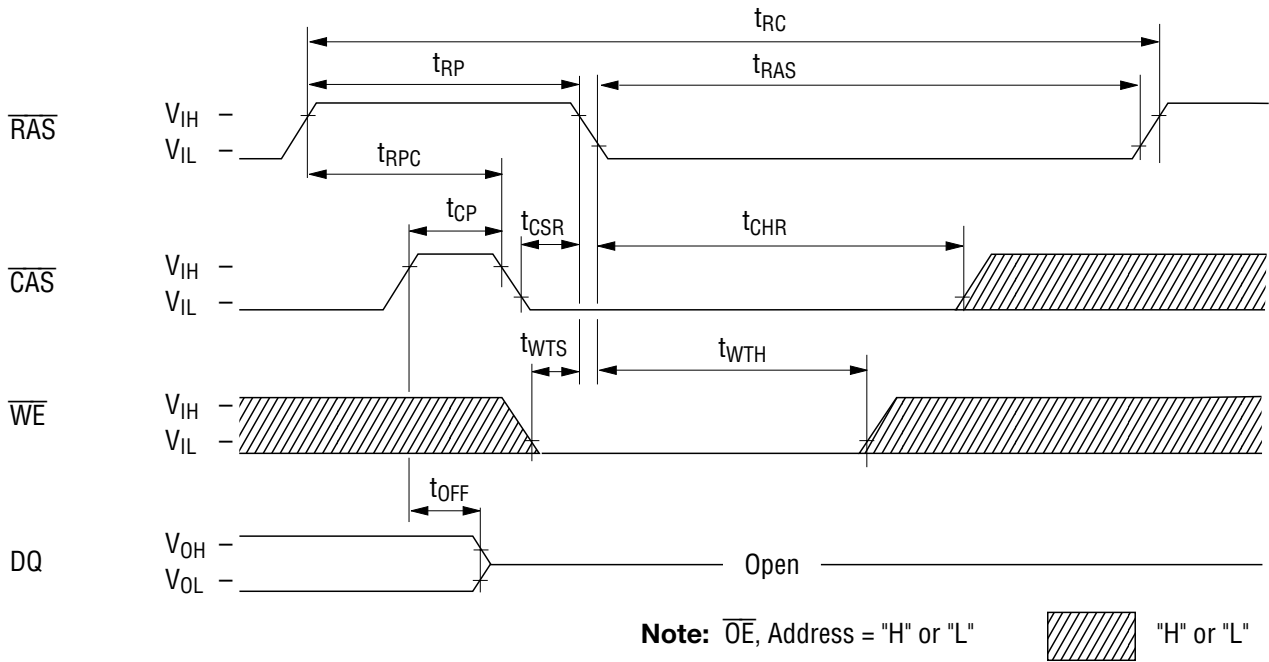 tRC
tRP
tRAS
RAS
VIH –
VIL –
tRPC
tCP
tCSR
tCHR
CAS
VIH –
VIL –
tWTS
tWTH
WE
VIH –
VIL –
tOFF
DQ
VOH –
VOL –
Open
Note: OE, Address = "H" or "L"
"H" or "L"